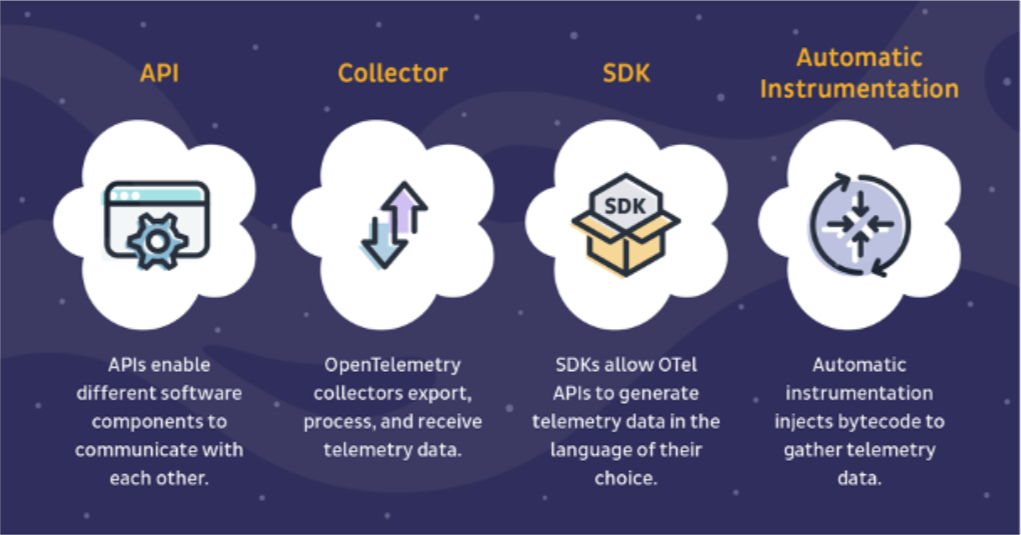 API
APIs enable
different software
components to
communicate with
each other.
Collector
OpenTelemetry
collectors export,
process, and receive
telemetry data.
SDK
SDK
SDKs allow OTel
APIs to generate
telemetry data in the
language of their
choice.
Automatic
Instrumentation
Automatic
instrumentation
injects bytecode to
gather telemetry
data.